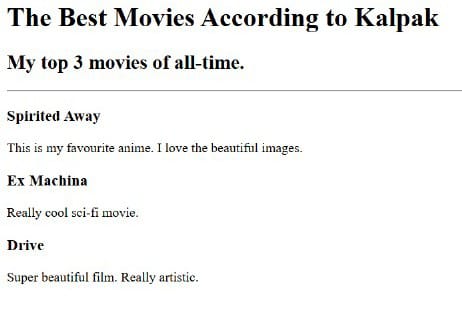 The Best Movies According to Kalpak
My top 3 movies of all-time.
Spirited Away
This is my favourite anime. I love the beautiful images.
Ex Machina
Really cool sci-fi movie.
Drive
Super beautiful film. Really artistic.